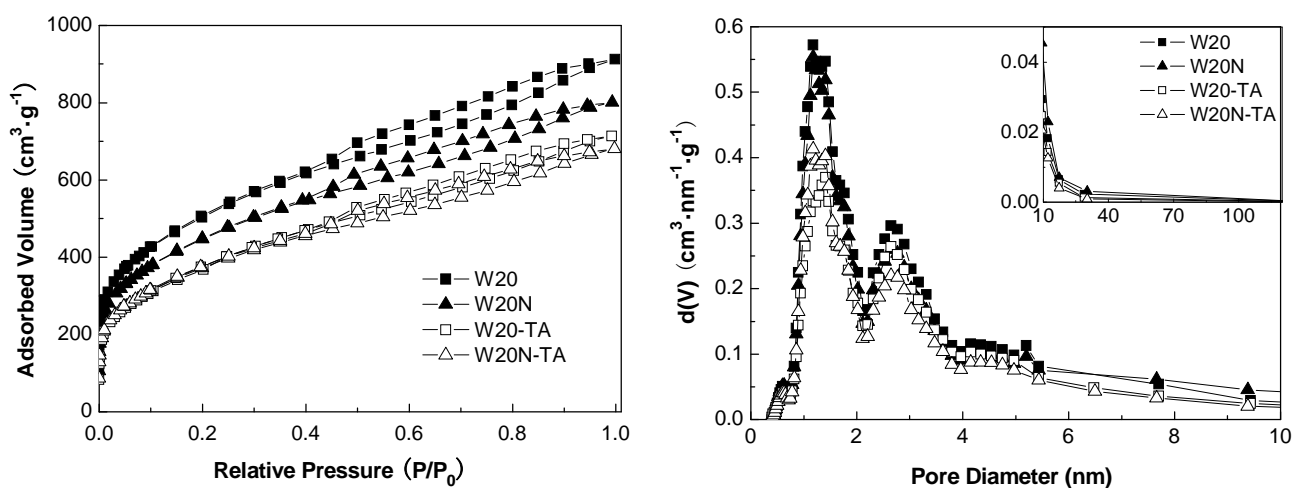 1000
800
600
400
200
0
0.0 0.2 0.4 0.6 0.8 1.0
Adsorbed Volume (cm³·g⁻¹)
Relative Pressure (P/P₀)
W20
W20N
W20-TA
W20N-TA
0.6
0.5
0.4
0.3
0.2
0.1
0.0
0 2 4 6 8 10
d(V) (cm³·nm⁻¹·g⁻¹)
Pore Diameter (nm)
0.04
0.02
0.00
10 40 70 100
W20
W20N
W20-TA
W20N-TA